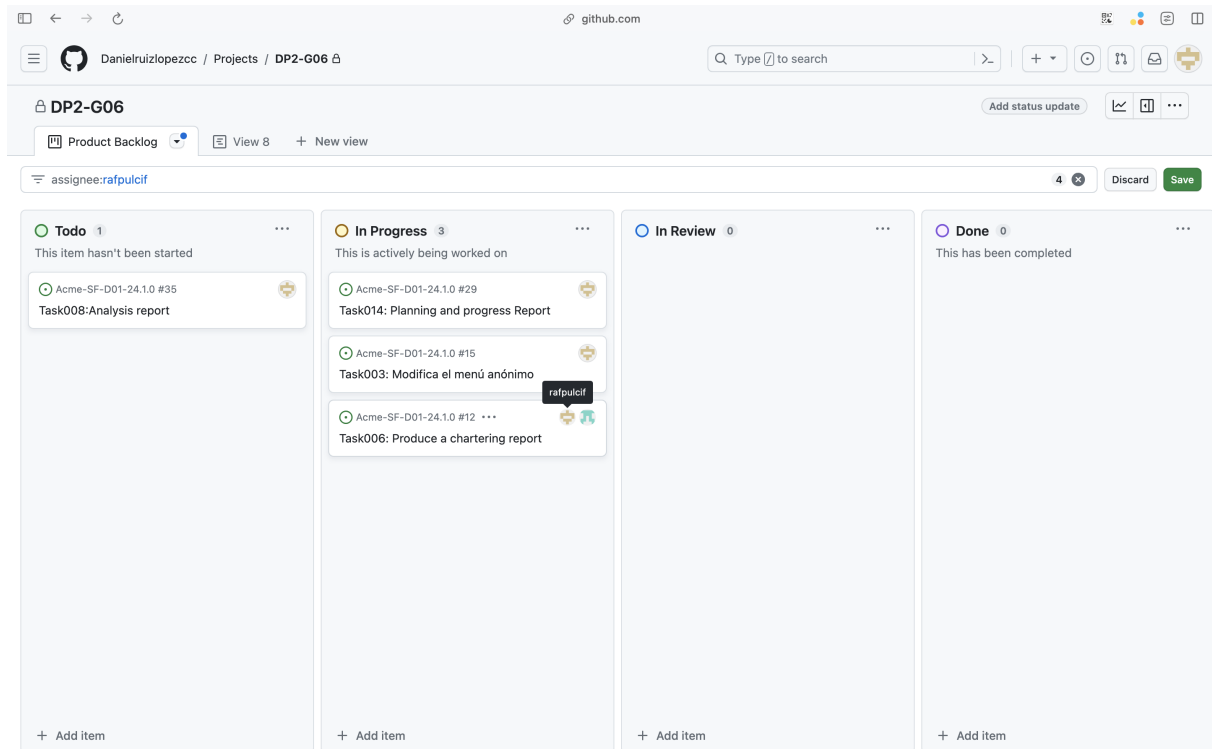 github.com
Danielruizlopezcc / Projects / DP2-G06
Type / to search
DP2-G06
Add status update
Product Backlog
View 8
+ New view
assignee:rafpulcif
4
Discard
Save
Todo 1
This item hasn't been started
Acme-SF-D01-24.1.0 #35
Task008:Analysis report
+ Add item
In Progress 3
This is actively being worked on
Acme-SF-D01-24.1.0 #29
Task014: Planning and progress Report
Acme-SF-D01-24.1.0 #15
Task003: Modifica el menú anónimo
rafpulcif
Acme-SF-D01-24.1.0 #12
Task006: Produce a chartering report
+ Add item
In Review 0
+ Add item
Done 0
This has been completed
+ Add item